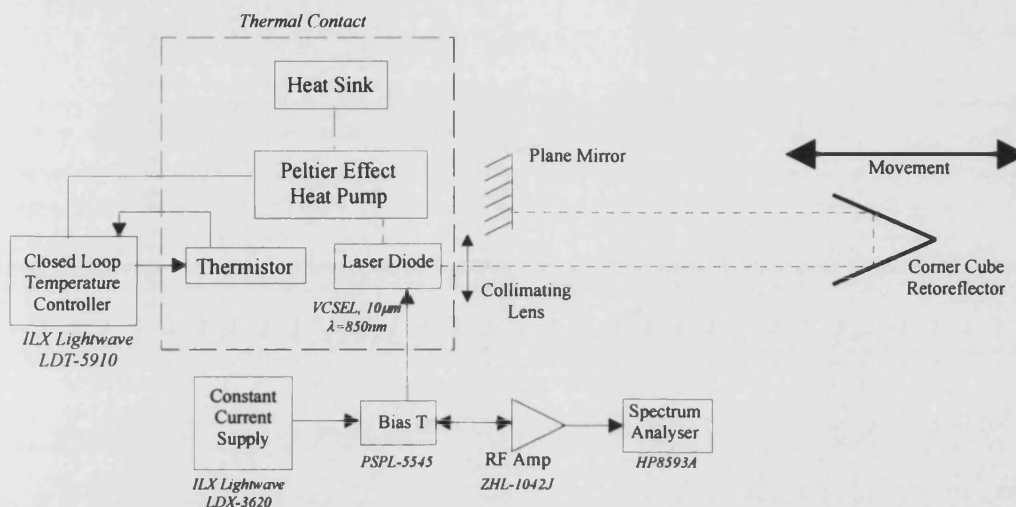 Thermal Contact
Heat Sink
Peltier Effect
Heat Pump
Plane Mirror
Movement
Closed Loop
Temperature
Controller
Thermistor
Laser Diode
Collimating
Lens
Corner Cube
Retoreflector
VCSEL, 10µm
λ=850nm
ILX Lightwave
LDT-5910
Constant
Current
Supply
Bias T
RF Amp
Spectrum
Analyser
PSPL-5545
ZHL-1042J
HP8593A
ILX Lightwave
LDX-3620